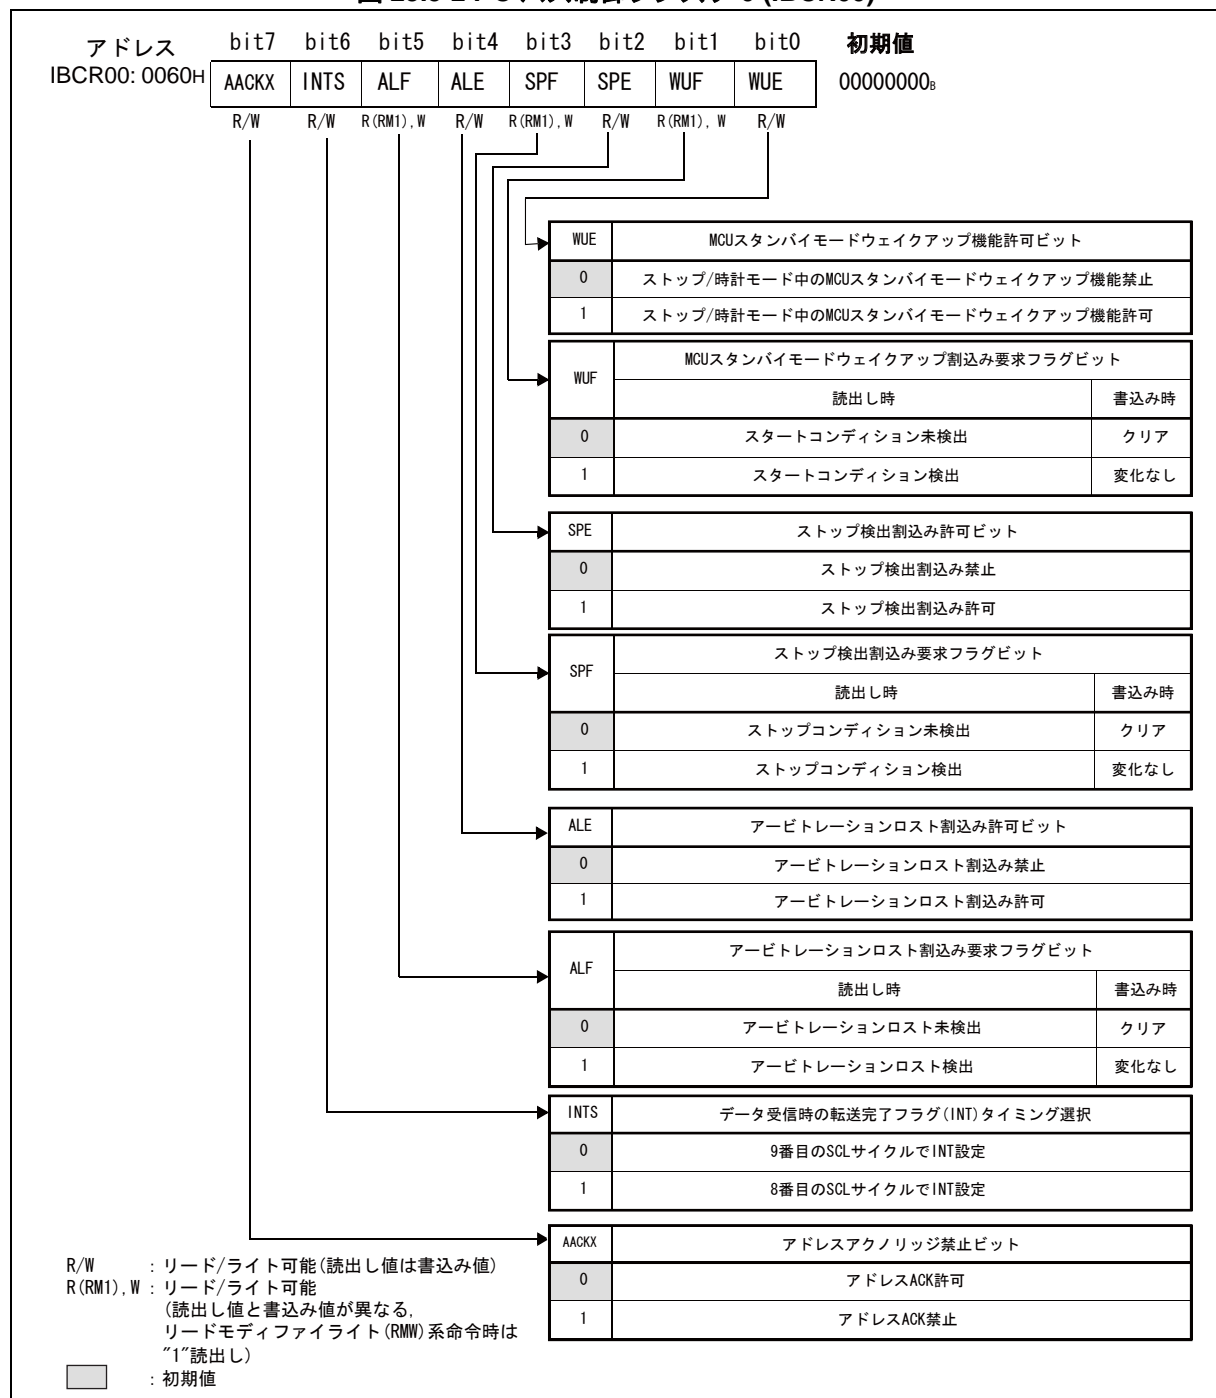 アドレス bit7 bit6 bit5 bit4 bit3 bit2 bit1 bit0 初期値
IBCR00: 0060H AACKX INTS ALF ALE SPF SPE WUF WUE 00000000B
R/W R/W R(RM1),W R/W R(RM1),W R/W R(RM1), W R/W
WUE MCUスタンバイモードウェイクアップ機能許可ビット
0 ストップ/時計モード中のMCUスタンバイモードウェイクアップ機能禁止
1 ストップ/時計モード中のMCUスタンバイモードウェイクアップ機能許可
WUF MCUスタンバイモードウェイクアップ割込み要求フラグビット
読出し時 書込み時
0 スタートコンディション未検出 クリア
1 スタートコンディション検出 変化なし
SPE ストップ検出割込み許可ビット
0 ストップ検出割込み禁止
1 ストップ検出割込み許可
SPF ストップ検出割込み要求フラグビット
読出し時 書込み時
0 ストップコンディション未検出 クリア
1 ストップコンディション検出 変化なし
ALE アービトレーションロスト割込み許可ビット
0 アービトレーションロスト割込み禁止
1 アービトレーションロスト割込み許可
ALF アービトレーションロスト割込み要求フラグビット
読出し時 書込み時
0 アービトレーションロスト未検出 クリア
1 アービトレーションロスト検出 変化なし
INTS データ受信時の転送完了フラグ(INT)タイミング選択
0 9番目のSCLサイクルでINT設定
1 8番目のSCLサイクルでINT設定
AACKX アドレスアクノリッジ禁止ビット
0 アドレスACK許可
1 アドレスACK禁止
R/W : リード/ライト可能(読出し値は書込み値)
R(RM1),W : リード/ライト可能
(読出し値と書込み値が異なる,
リードモディファイライト(RMW)系命令時は
"1"読出し)
: 初期値